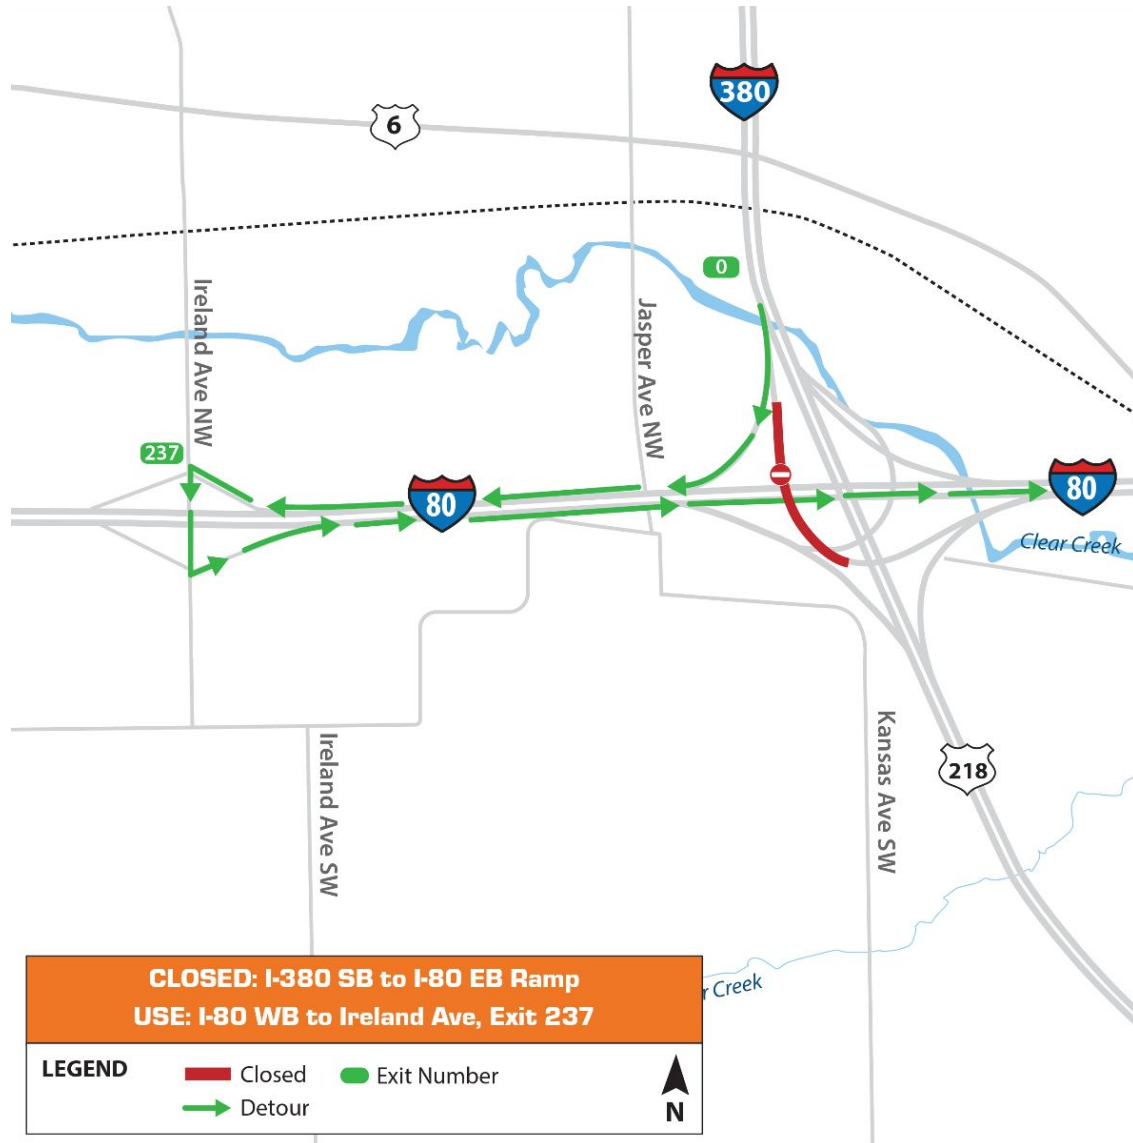 380
6
0
Ireland Ave NW
Jasper Ave NW
237
80
80
Clear Creek
Ireland Ave SW
Kansas Ave SW
218
r Creek
CLOSED: I-380 SB to I-80 EB Ramp
USE: I-80 WB to Ireland Ave, Exit 237
LEGEND
Closed
Exit Number
Detour
N